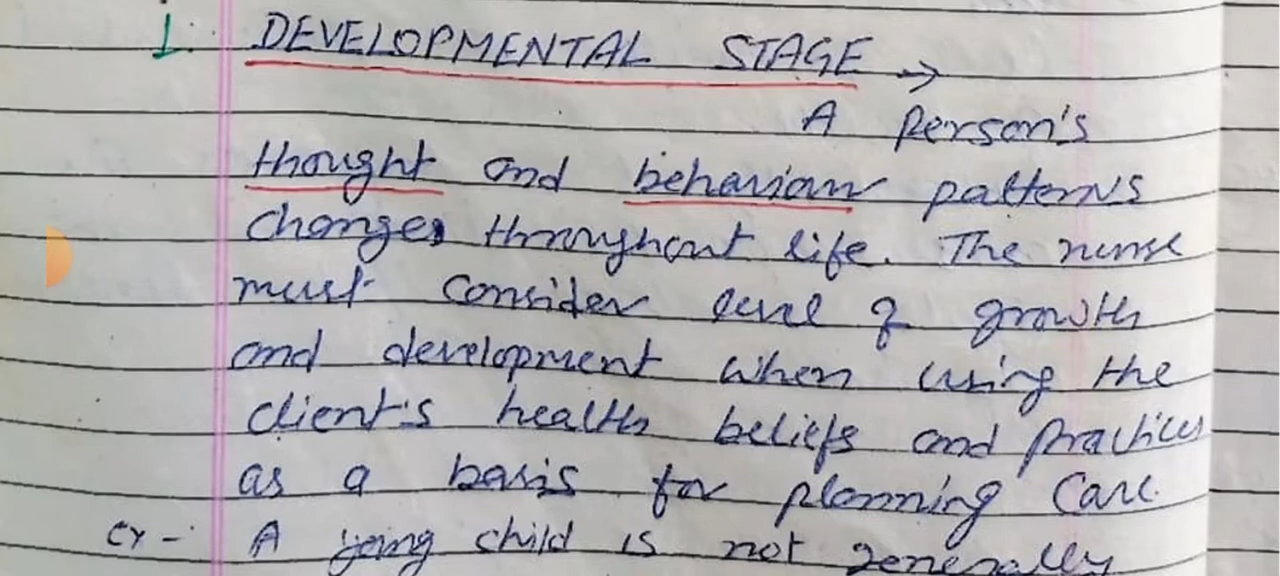 1. DEVELOPMENTAL STAGE →
A Person's
thought and behaviour patterns
changes throughout life. The nurse
must consider level of growth
and development when using the
client's health beliefs and practices
as a basis for planning Care.
Ex - A young child is not generally